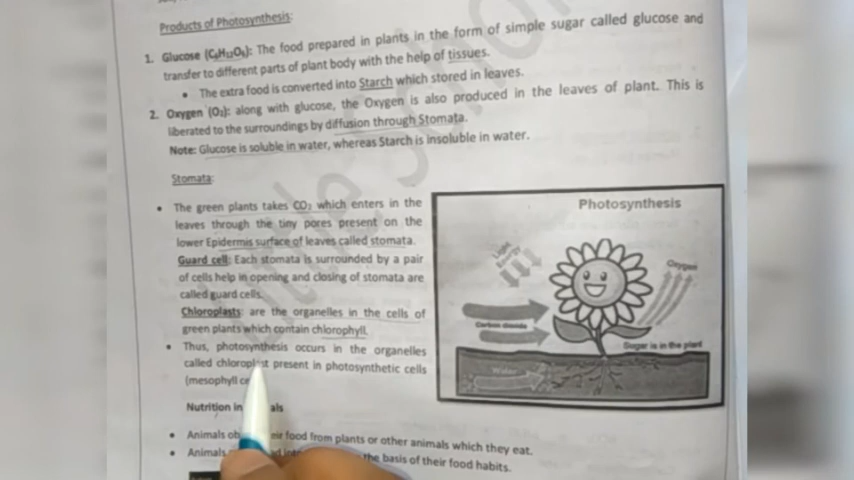 Products of Photosynthesis:
1. Glucose (C₆H₁₂O₆): The food prepared in plants in the form of simple sugar called glucose and
transfer to different parts of plant body with the help of tissues.
• The extra food is converted into Starch which stored in leaves.
2. Oxygen (O₂): along with glucose, the Oxygen is also produced in the leaves of plant. This is
liberated to the surroundings by diffusion through Stomata.
Note: Glucose is soluble in water, whereas Starch is insoluble in water.
Stomata:
• The green plants takes CO₂ which enters in the
leaves through the tiny pores present on the
lower Epidermis surface of leaves called stomata.
Guard cell: Each stomata is surrounded by a pair
of cells help in opening and closing of stomata are
called guard cells.
Chloroplasts: are the organelles in the cells of
green plants which contain chlorophyll.
• Thus, photosynthesis occurs in the organelles
called chloroplast present in photosynthetic cells
(mesophyll
Photosynthesis
Light
Oxygen
Carbon dioxide
Sugar is in the plant
Water
Nutrition in
• Animals food from plants or other animals which they eat.
• Animals the basis of their food habits.